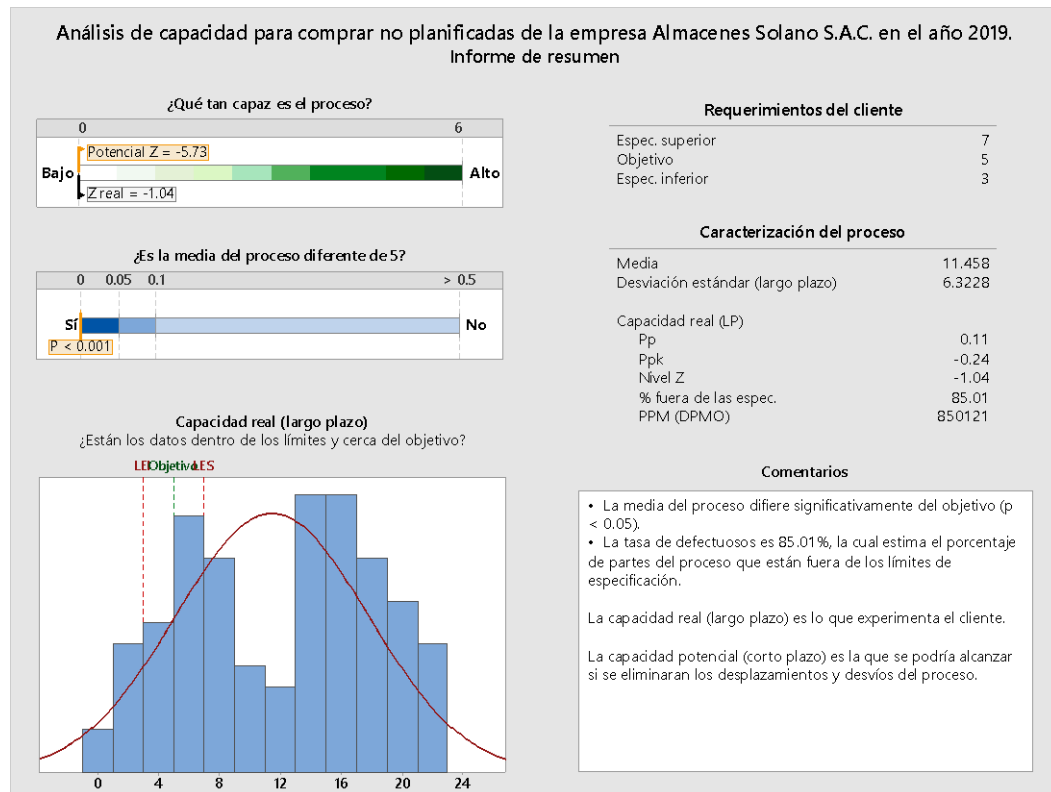 Análisis de capacidad para comprar no planificadas de la empresa Almacenes Solano S.A.C. en el año 2019.
Informe de resumen
¿Qué tan capaz es el proceso?
0 6
Potencial Z = -5.73
Bajo Alto
Z real = -1.04
¿Es la media del proceso diferente de 5?
0 0.05 0.1 > 0.5
Sí No
P < 0.001
Capacidad real (largo plazo)
¿Están los datos dentro de los límites y cerca del objetivo?
LEI Objetivo LES
0 4 8 12 16 20 24
Requerimientos del cliente
Espec. superior 7
Objetivo 5
Espec. inferior 3
Caracterización del proceso
Media 11.458
Desviación estándar (largo plazo) 6.3228
Capacidad real (LP)
Pp 0.11
Ppk -0.24
Nivel Z -1.04
% fuera de las espec. 85.01
PPM (DPMO) 850121
Comentarios
• La media del proceso difiere significativamente del objetivo (p
< 0.05).
• La tasa de defectuosos es 85.01%, la cual estima el porcentaje
de partes del proceso que están fuera de los límites de
especificación.
La capacidad real (largo plazo) es lo que experimenta el cliente.
La capacidad potencial (corto plazo) es la que se podría alcanzar
si se eliminaran los desplazamientos y desvíos del proceso.